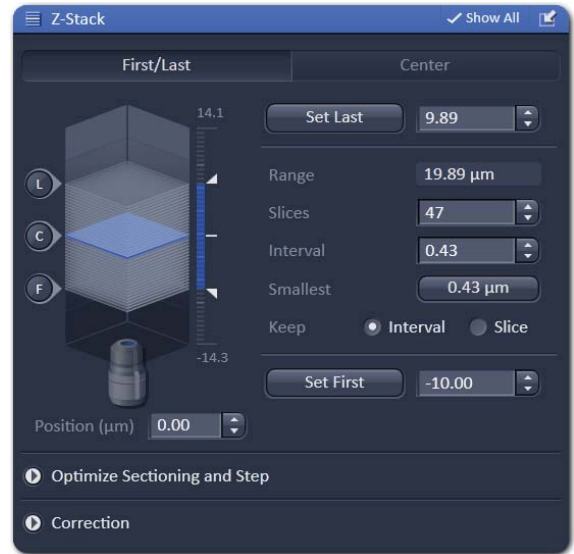 Z-Stack Show All
First/Last Center
14.1 Set Last 9.89
L Range 19.89 µm
Slices 47
C Interval 0.43
F Smallest 0.43 µm
Keep Interval Slice
-14.3
Set First -10.00
Position (µm) 0.00
Optimize Sectioning and Step
Correction